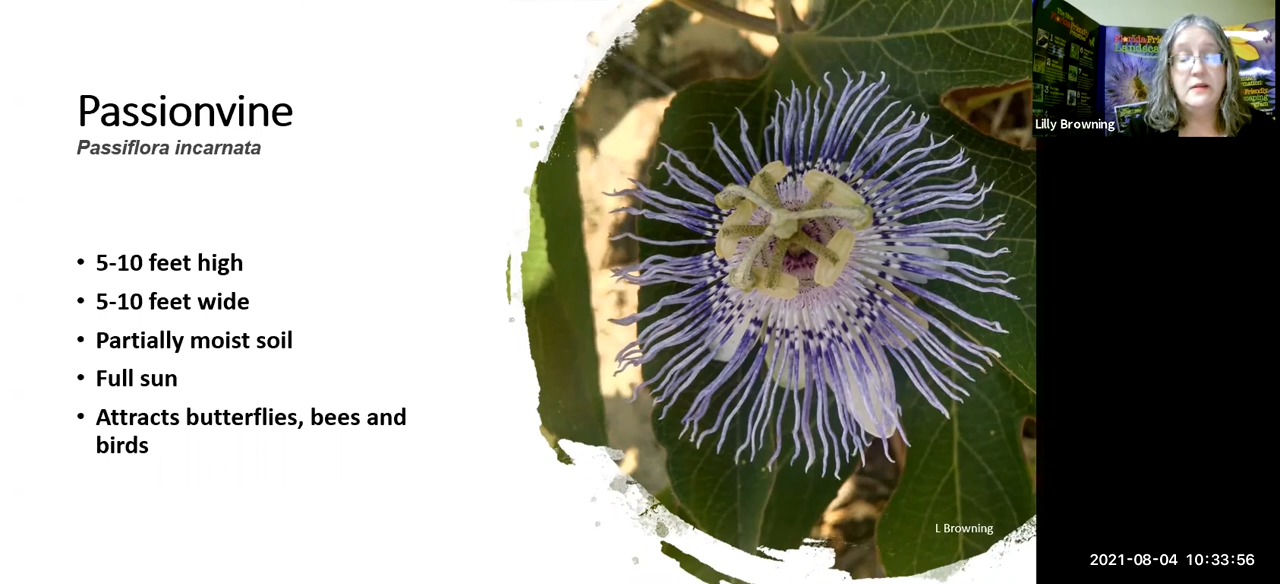 Passionvine
Passiflora incarnata
• 5-10 feet high
• 5-10 feet wide
• Partially moist soil
• Full sun
• Attracts butterflies, bees and
birds
L Browning
Lilly Browning
2021-08-04 10:33:56